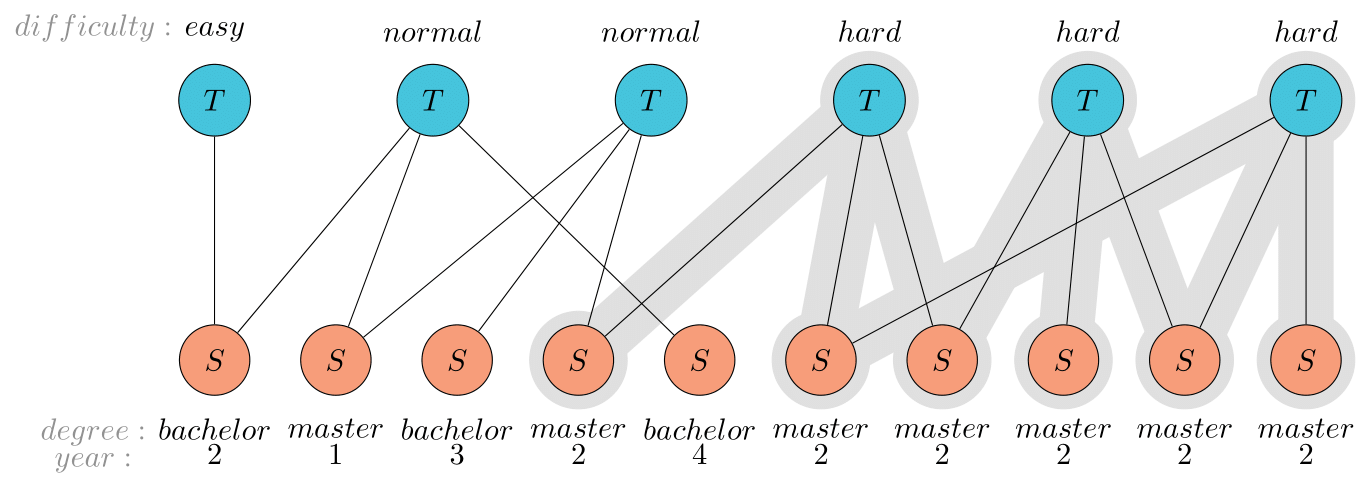 difficulty : easy normal normal hard hard hard
T T T T T T
S S S S S S S S S S
degree : bachelor master bachelor master bachelor master master master master master
year : 2 1 3 2 4 2 2 2 2 2